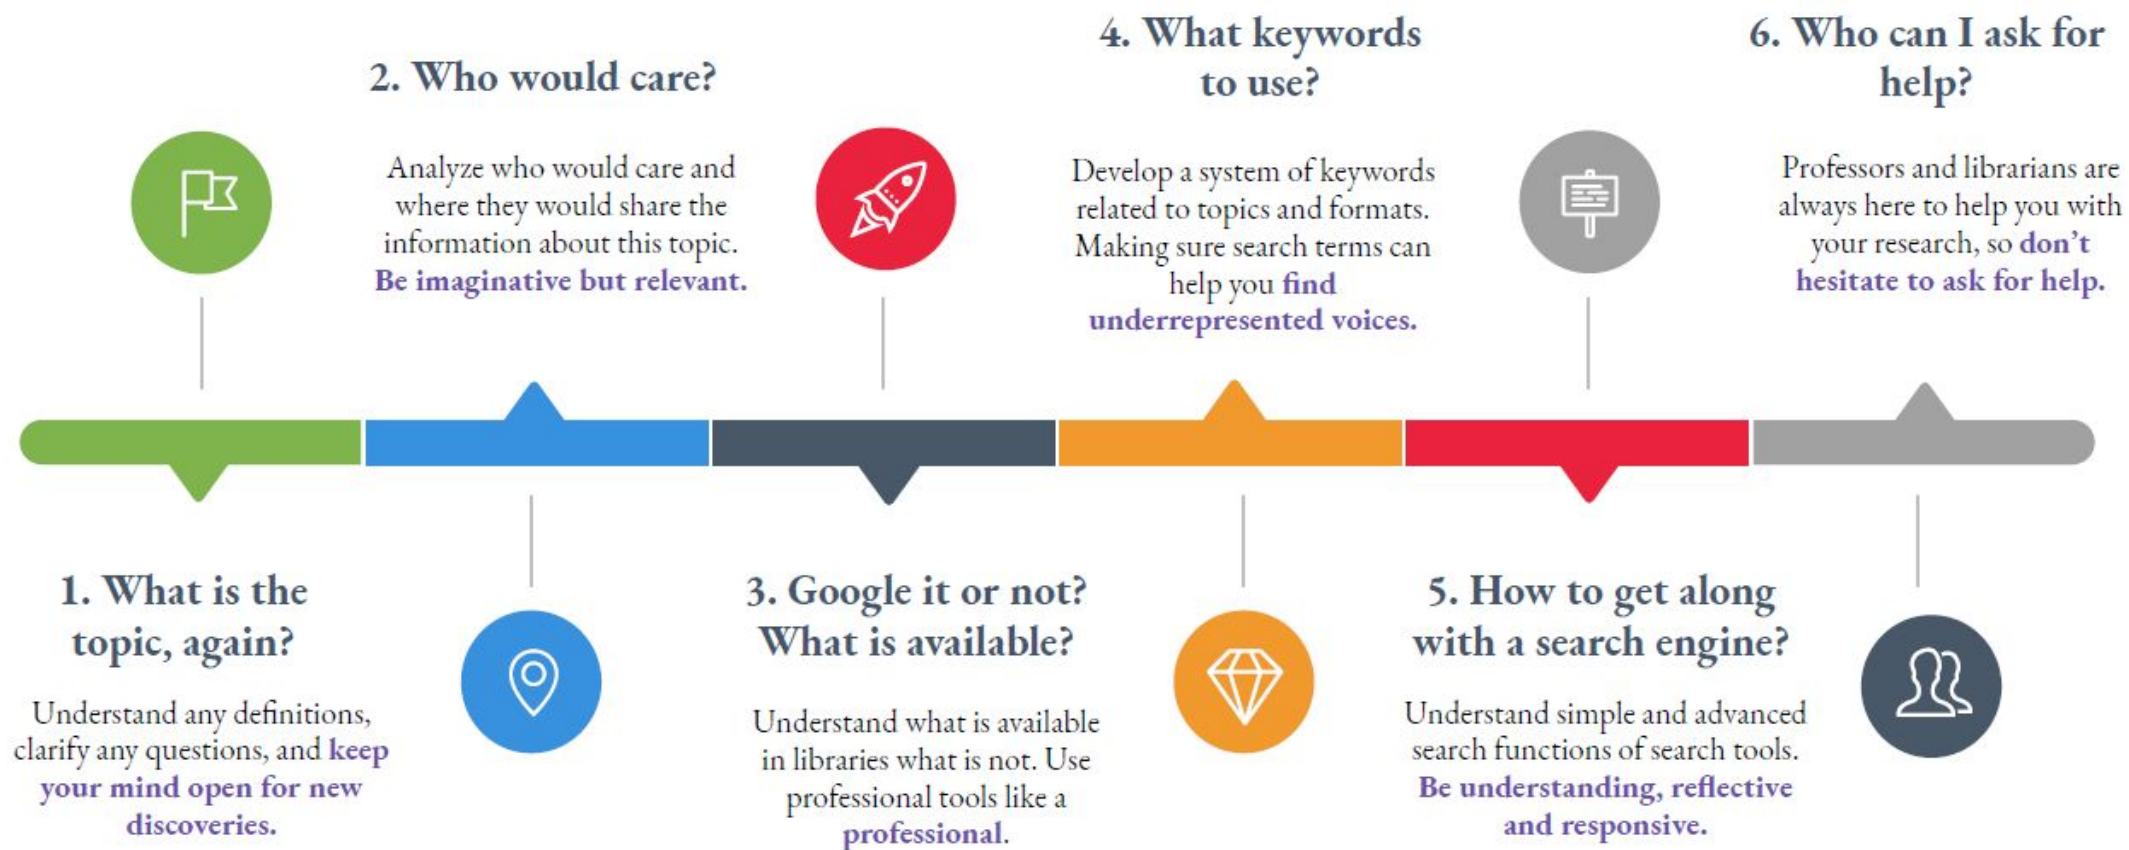 1. What is the
topic, again?
Understand any definitions,
clarify any questions, and keep
your mind open for new
discoveries.
2. Who would care?
Analyze who would care and
where they would share the
information about this topic.
Be imaginative but relevant.
3. Google it or not?
What is available?
Understand what is available
in libraries what is not. Use
professional tools like a
professional.
4. What keywords
to use?
Develop a system of keywords
related to topics and formats.
Making sure search terms can
help you find
underrepresented voices.
5. How to get along
with a search engine?
Understand simple and advanced
search functions of search tools.
Be understanding, reflective
and responsive.
6. Who can I ask for
help?
Professors and librarians are
always here to help you with
your research, so don't
hesitate to ask for help.